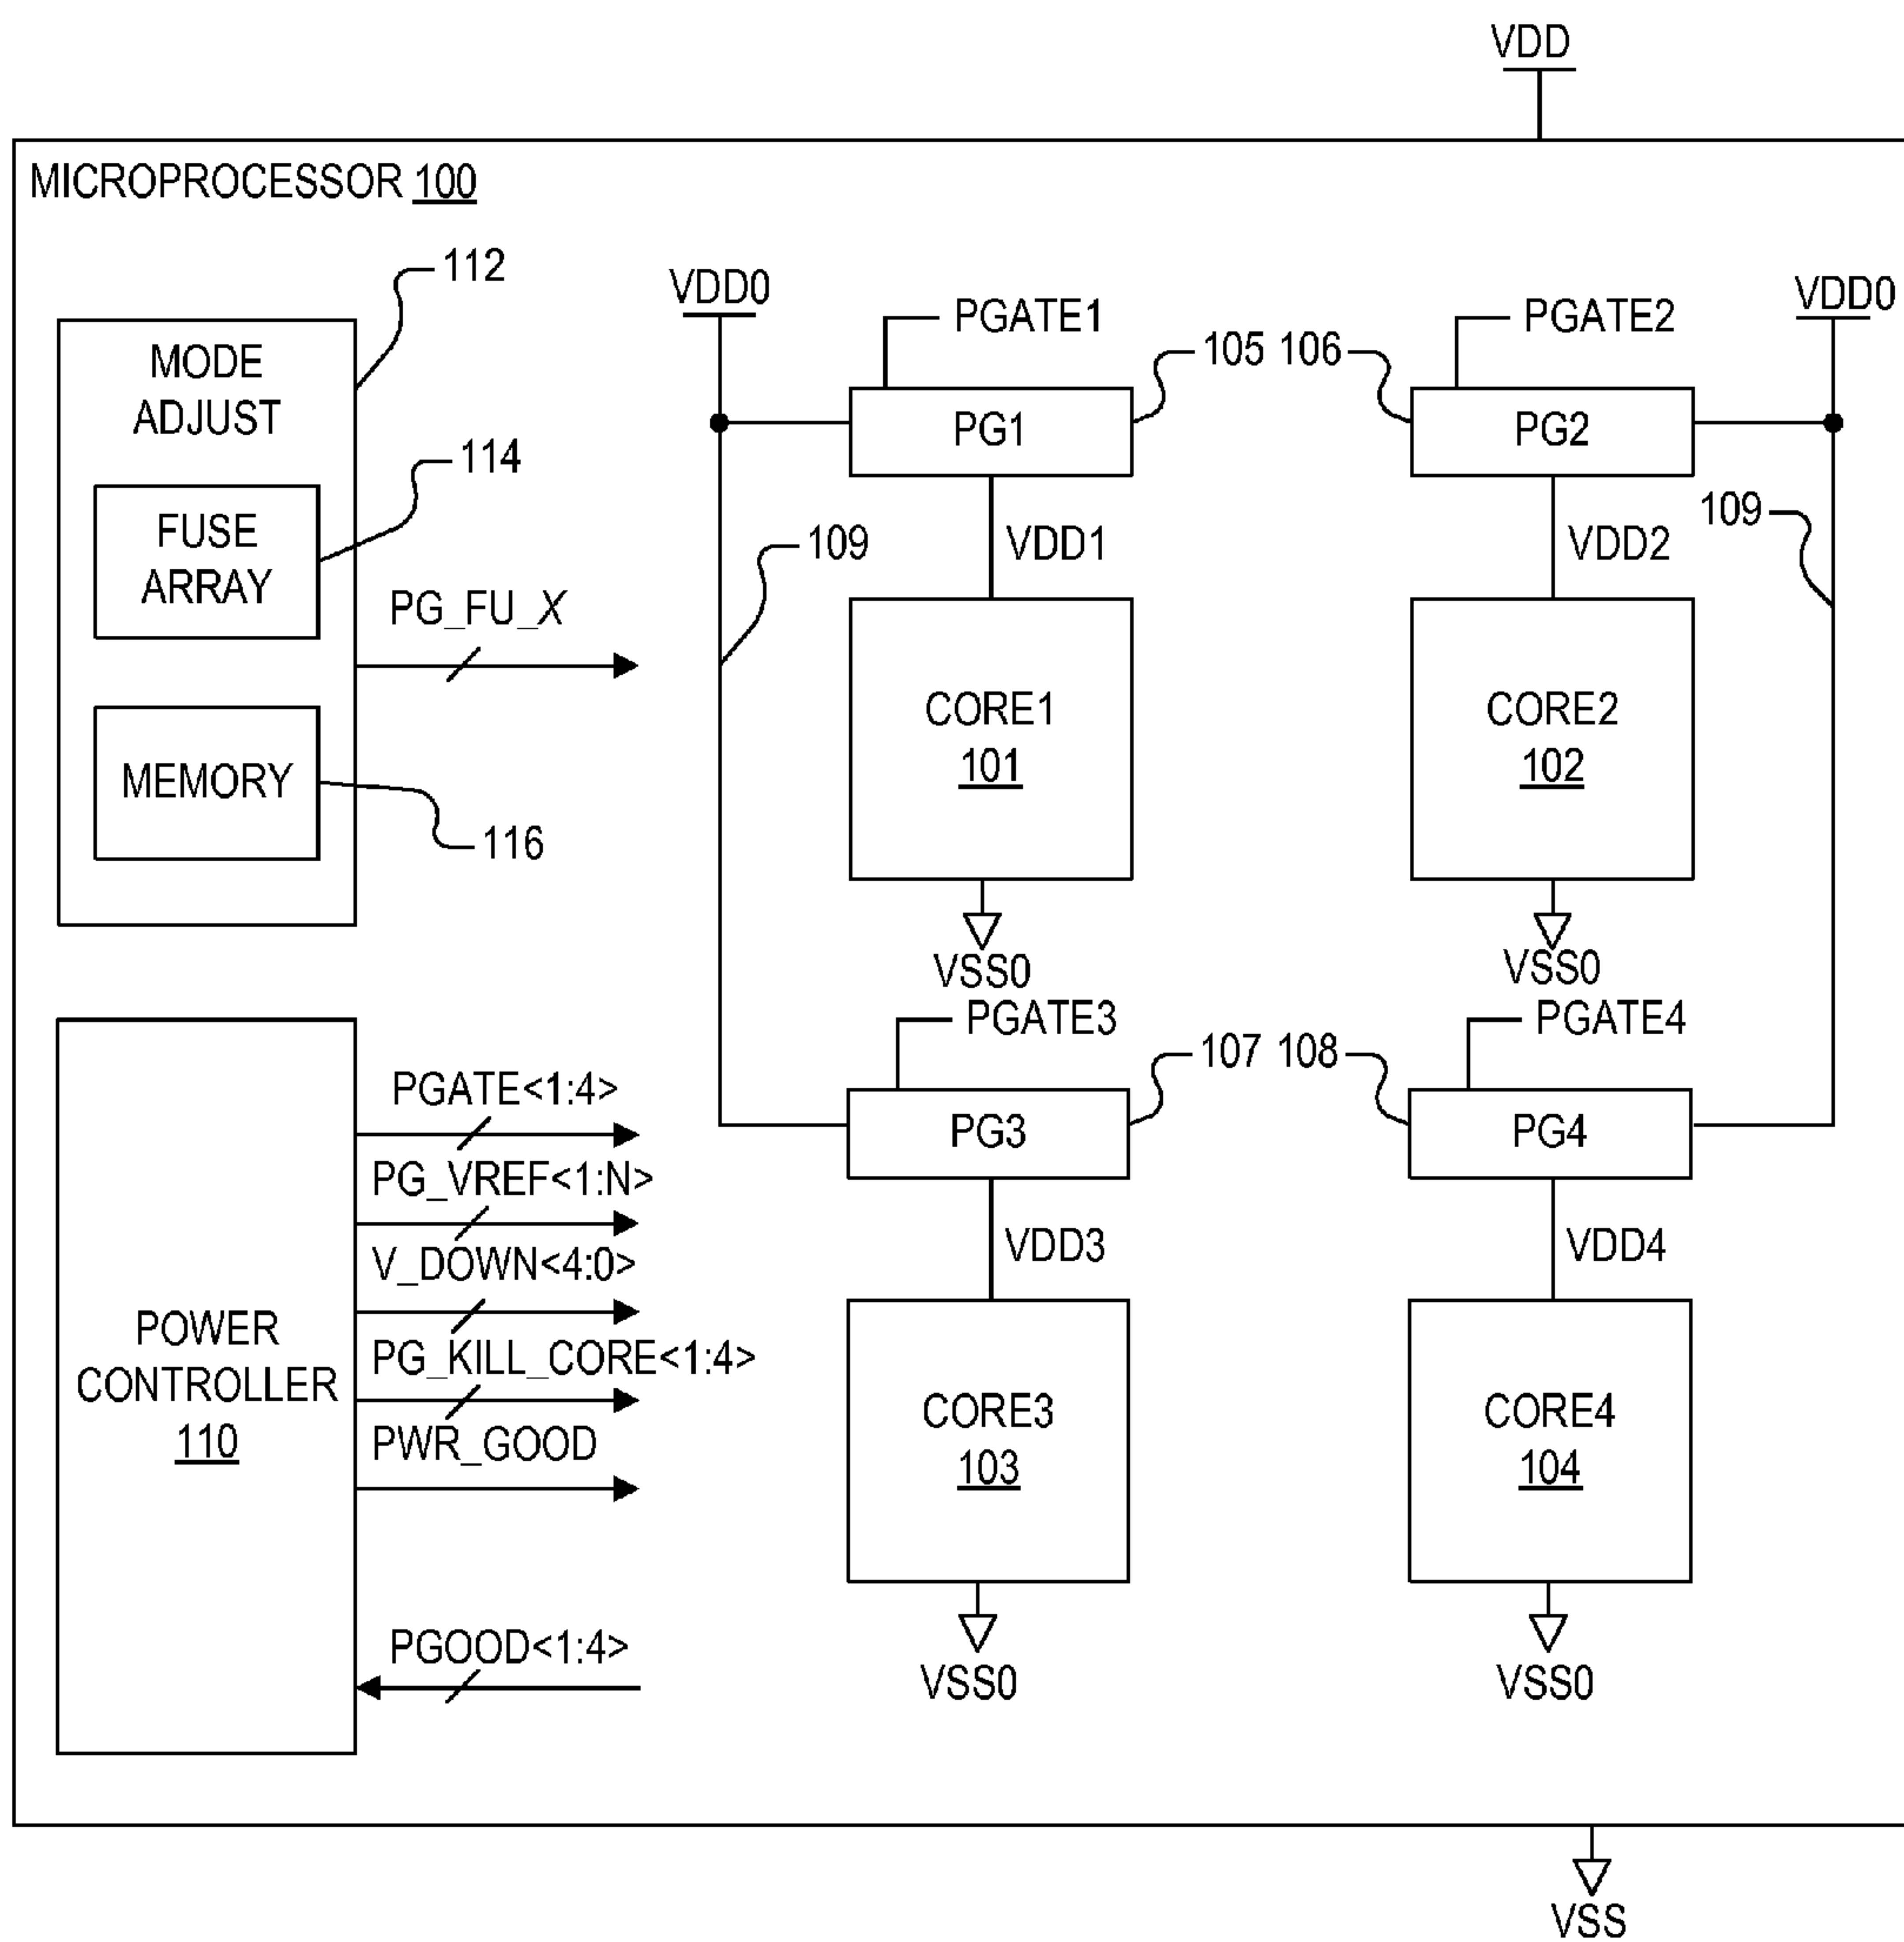 VDD
MICROPROCESSOR 100
112
VDD0
PGATE1
PGATE2
VDD0
MODE
ADJUST
105
106
PG1
PG2
114
109
FUSE
ARRAY
109
VDD1
VDD2
PG_FU_X
CORE1
101
CORE2
102
MEMORY
116
VSS0
VSS0
PGATE3
PGATE4
107
108
PGATE<1:4>
PG3
PG4
PG_VREF<1:N>
V_DOWN<4:0>
VDD3
VDD4
POWER
CONTROLLER
110
PG_KILL_CORE<1:4>
PWR_GOOD
CORE3
103
CORE4
104
PGOOD<1:4>
VSS0
VSS0
VSS